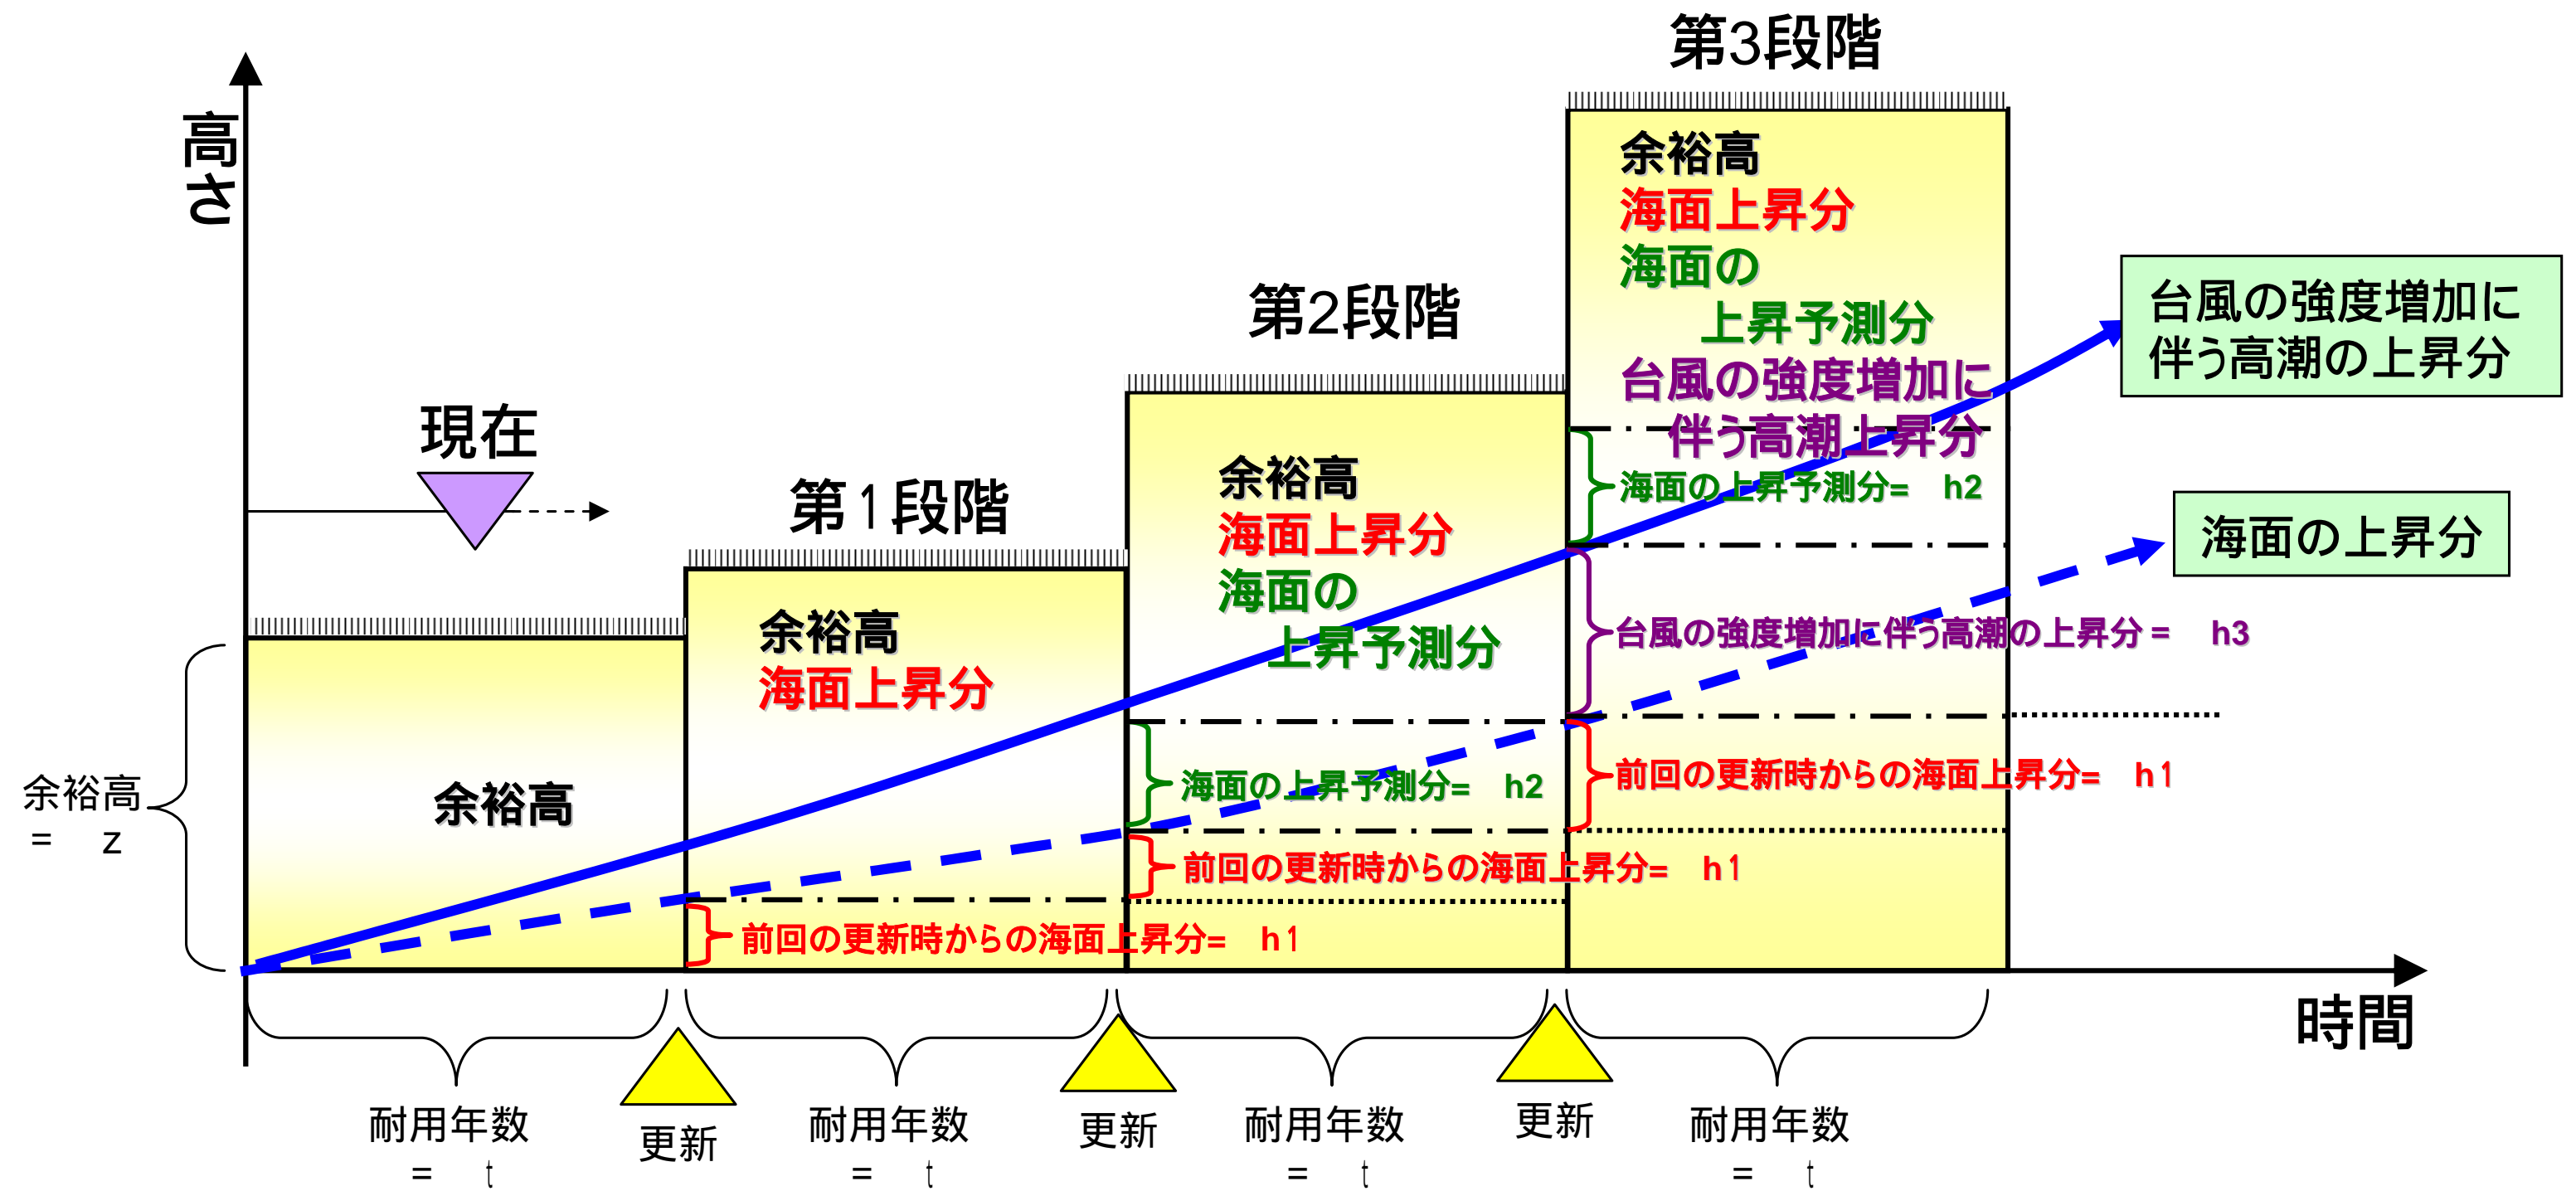 高さ
現在
余裕高
= z
余裕高
第1段階
余裕高
海面上昇分
前回の更新時からの海面上昇分= h1
第2段階
余裕高
海面上昇分
海面の
上昇予測分
海面の上昇予測分= h2
前回の更新時からの海面上昇分= h1
第3段階
余裕高
海面上昇分
海面の
上昇予測分
台風の強度増加に
伴う高潮上昇分
海面の上昇予測分= h2
台風の強度増加に伴う高潮の上昇分= h3
前回の更新時からの海面上昇分= h1
台風の強度増加に
伴う高潮の上昇分
海面の上昇分
時間
耐用年数
= t
更新
耐用年数
= t
更新
耐用年数
= t
更新
耐用年数
= t